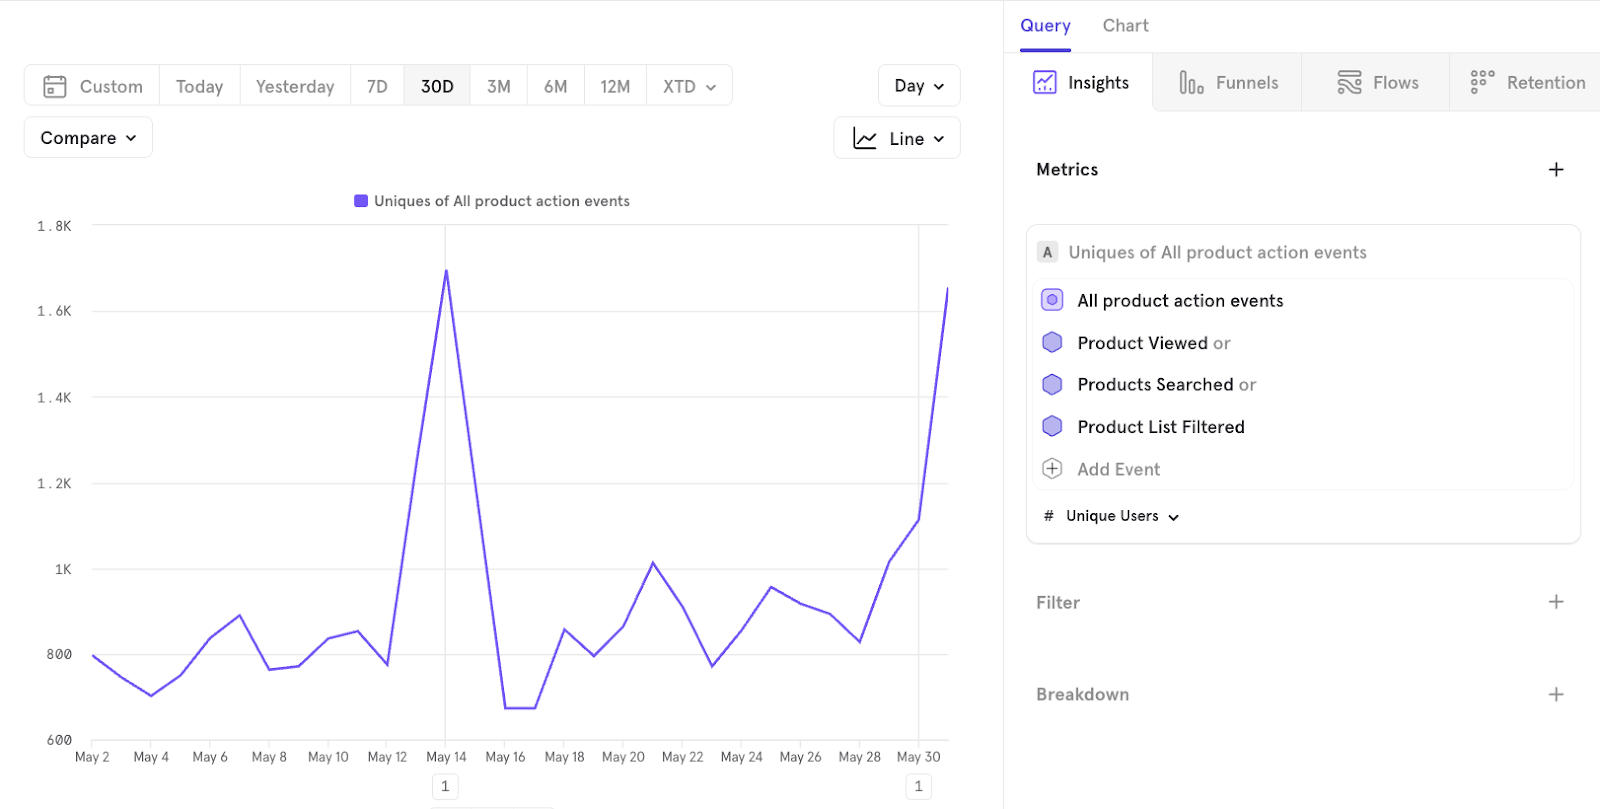 Query Chart
Custom Today Yesterday 7D 30D 3M 6M 12M XTD Day
Compare Line
Uniques of All product action events
1.8K
1.6K
1.4K
1.2K
1K
800
600
May 2 May 4 May 6 May 8 May 10 May 12 May 14 May 16 May 18 May 20 May 22 May 24 May 26 May 28 May 30
1 1
Insights Funnels Flows Retention
Metrics
A Uniques of All product action events
All product action events
Product Viewed or
Products Searched or
Product List Filtered
Add Event
# Unique Users
Filter
Breakdown